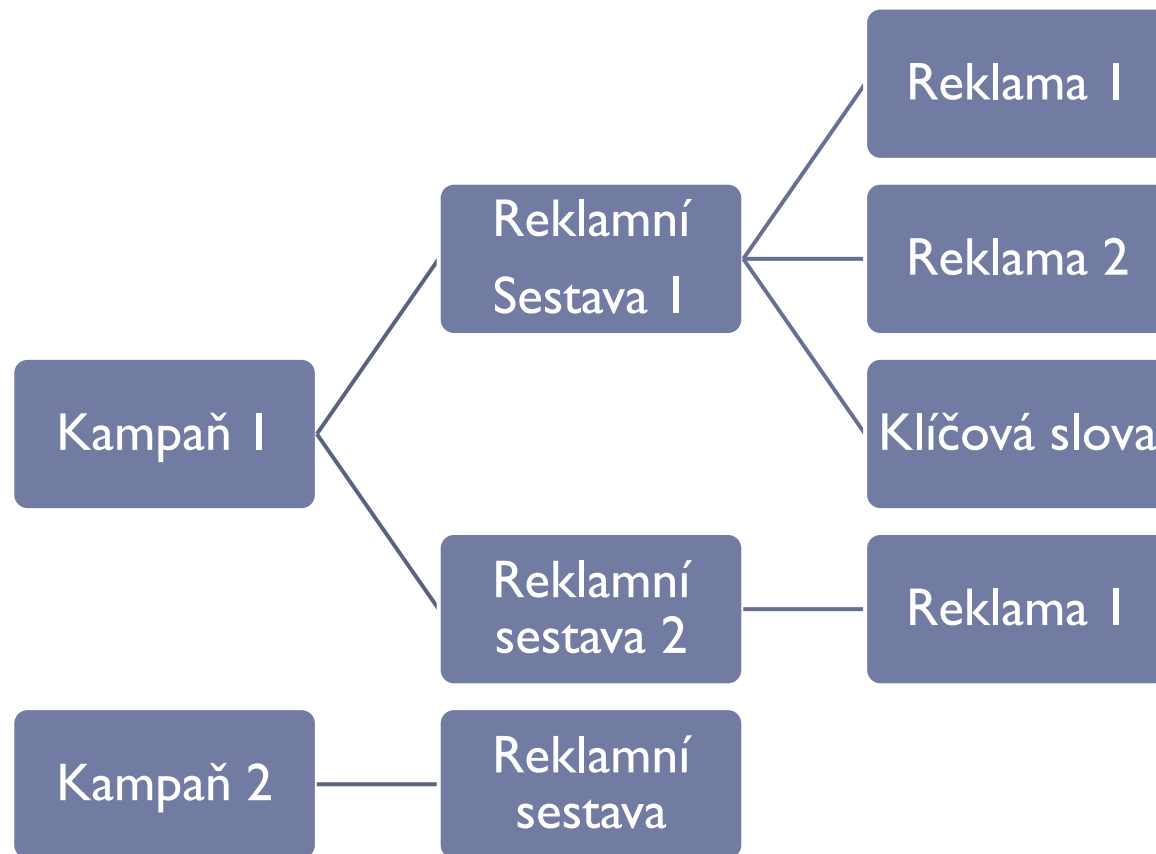 Kampaň 1
Reklamní
Sestava 1
Reklama 1
Reklama 2
Klíčová slova
Reklamní
sestava 2
Reklama 1
Kampaň 2
Reklamní
sestava